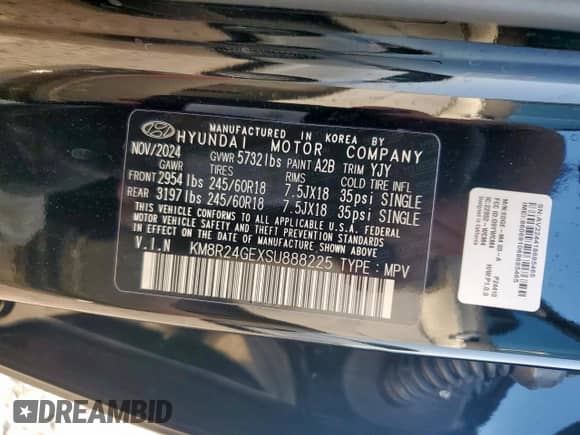 MANUFACTURED IN KOREA BY
HYUNDAI MOTOR COMPANY
NOV/2024 GVWR 5732lbs PAINT A2B TRIM YJY
GAWR TIRES RIMS COLD TIRE INFL
FRONT 2954 lbs 245/60R18 7.5JX18 35psi SINGLE
REAR 3197lbs 245/60R18 7.5JX18 35psi SINGLE
THIS VEHICLE CONFORMS TO ALL APPLICABLE U.S.A. FEDERAL
MOTOR VEHICLE SAFETY AND THEFT PREVENTION STANDARDS
IN EFFECT ON THE DATE OF MANUFACTURE SHOWN ABOVE
V.I.N KM8R24GEXSU888225 TYPE : MPV
DREAMBID